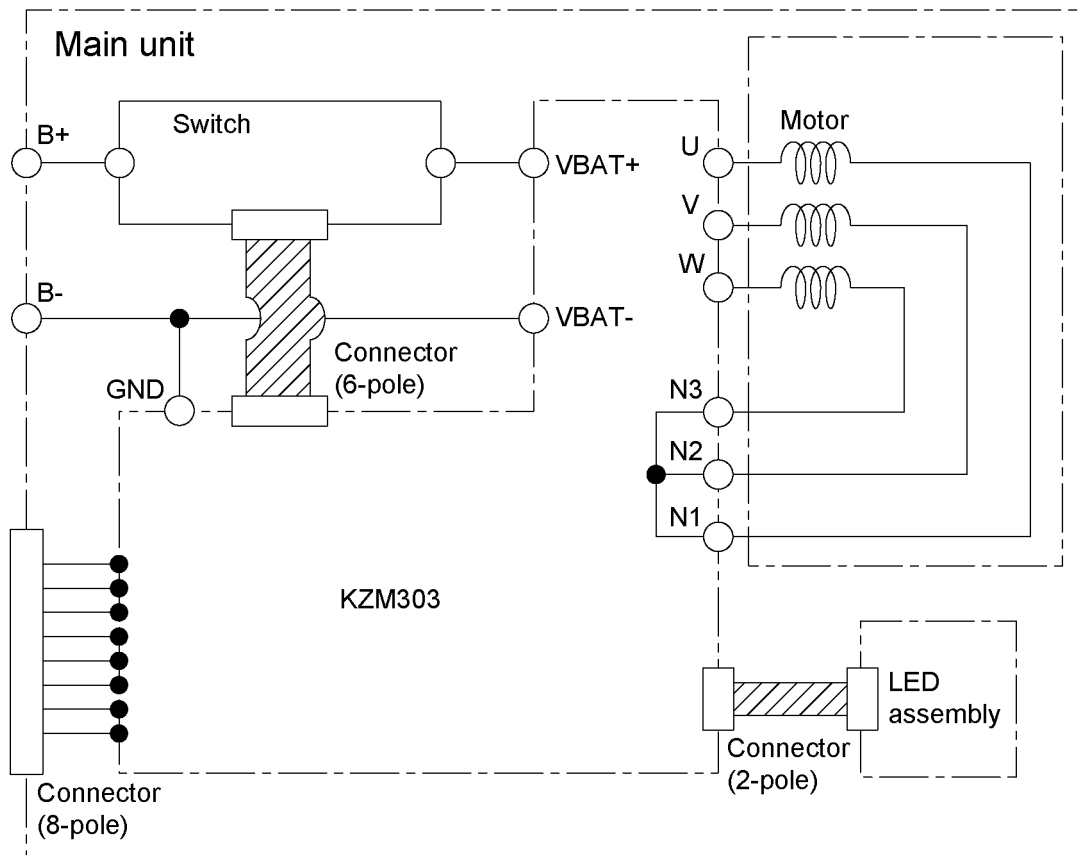 Main unit
B+
Switch
VBAT+
U
Motor
V
W
B-
VBAT-
Connector
(6-pole)
GND
N3
N2
N1
KZM303
LED
assembly
Connector
(2-pole)
Connector
(8-pole)